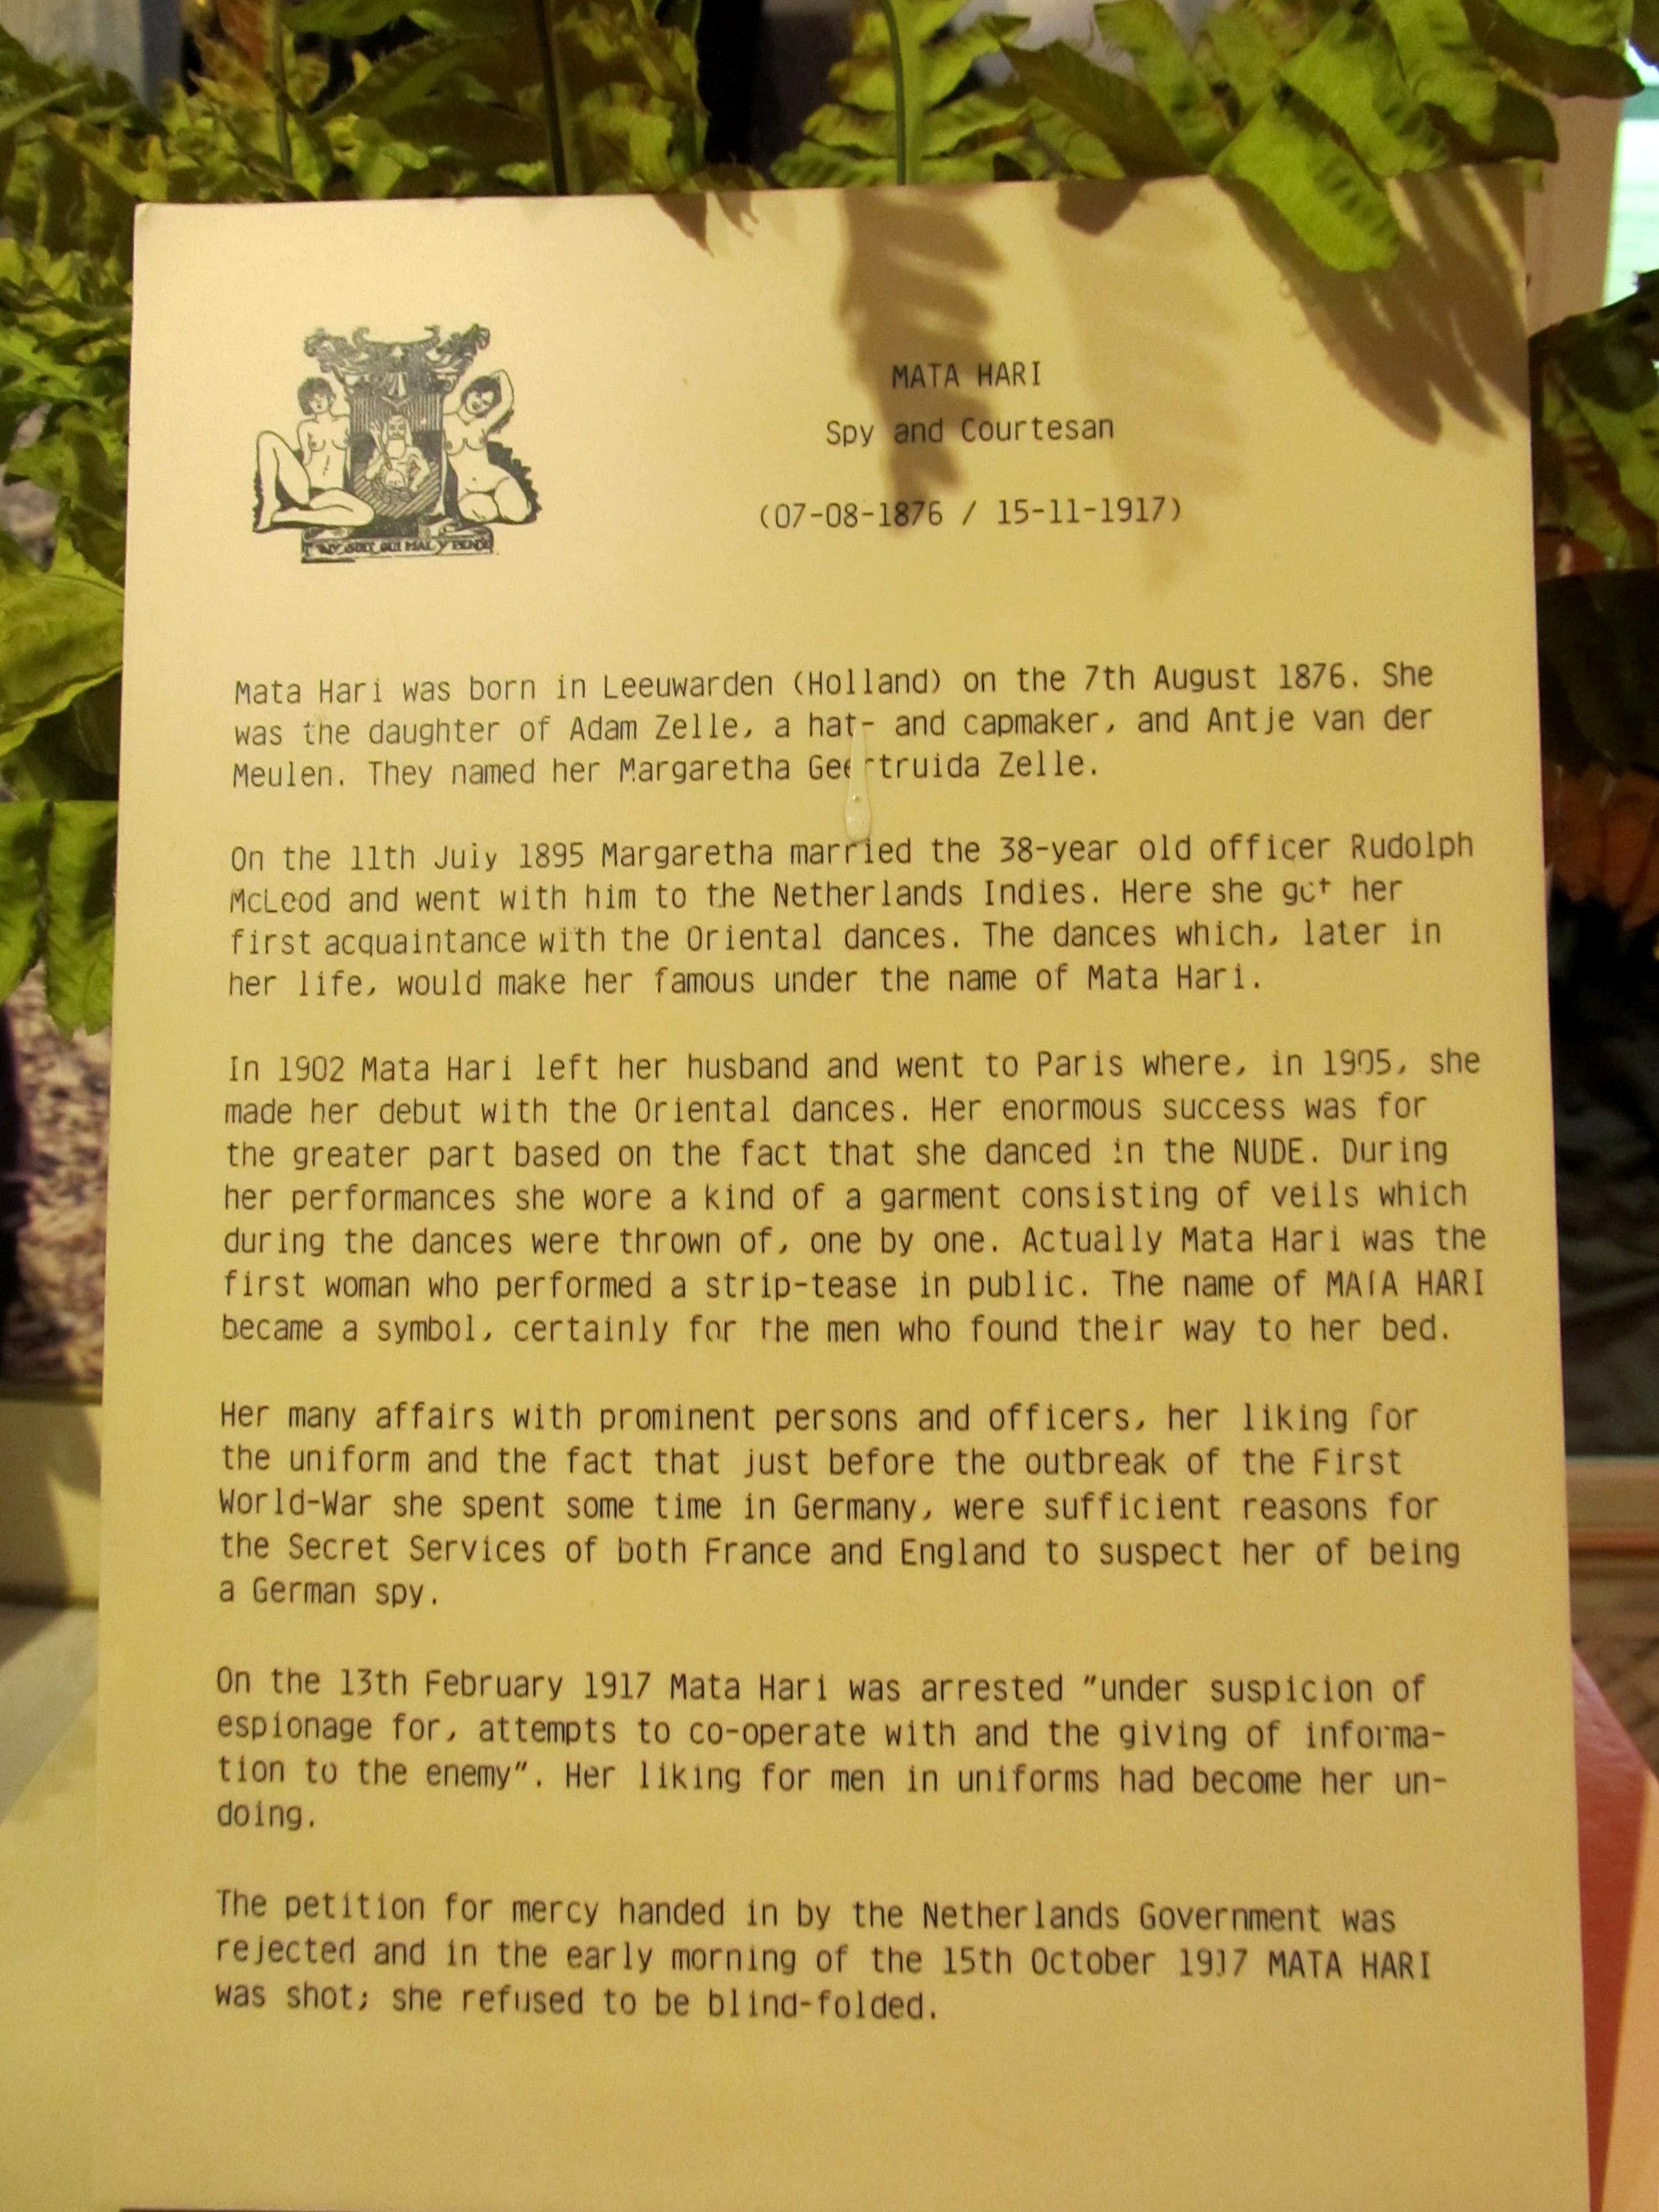 MATA HARI
Spy and Courtesan
(07-08-1876 / 15-11-1917)
Mata Hari was born in Leeuwarden (Holland) on the 7th August 1876. She
was the daughter of Adam Zelle, a hat- and capmaker, and Antje van der
Meulen. They named her Margaretha Geertruida Zelle.
On the 11th July 1895 Margaretha married the 38-year old officer Rudolph
McLeod and went with him to the Netherlands Indies. Here she got her
first acquaintance with the Oriental dances. The dances which, later in
her life, would make her famous under the name of Mata Hari.
In 1902 Mata Hari left her husband and went to Paris where, in 1905, she
made her debut with the Oriental dances. Her enormous success was for
the greater part based on the fact that she danced in the NUDE. During
her performances she wore a kind of a garment consisting of veils which
during the dances were thrown of, one by one. Actually Mata Hari was the
first woman who performed a strip-tease in public. The name of MATA HARI
became a symbol, certainly for the men who found their way to her bed.
Her many affairs with prominent persons and officers, her liking for
the uniform and the fact that just before the outbreak of the First
World-War she spent some time in Germany, were sufficient reasons for
the Secret Services of both France and England to suspect her of being
a German spy.
On the 13th February 1917 Mata Hari was arrested "under suspicion of
espionage for, attempts to co-operate with and the giving of informa-
tion to the enemy". Her liking for men in uniforms had become her un-
doing.
The petition for mercy handed in by the Netherlands Government was
rejected and in the early morning of the 15th October 1917 MATA HARI
was shot; she refused to be blind-folded.